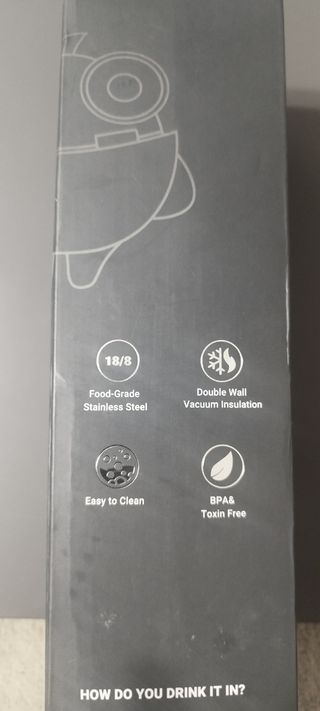 18/8
Food-Grade
Stainless Steel
Double Wall
Vacuum Insulation
Easy to Clean
BPA&
Toxin Free
HOW DO YOU DRINK IT IN?